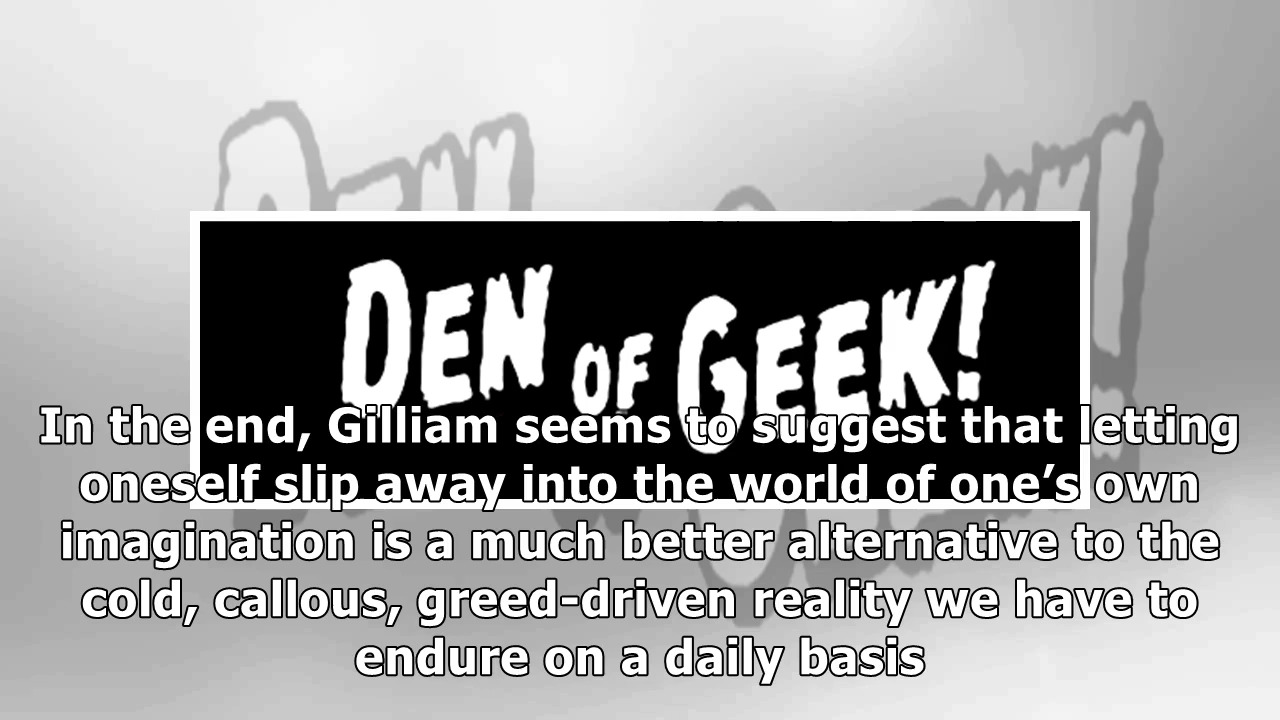 DEN OF GEEK!
In the end, Gilliam seems to suggest that letting
oneself slip away into the world of one’s own
imagination is a much better alternative to the
cold, callous, greed-driven reality we have to
endure on a daily basis